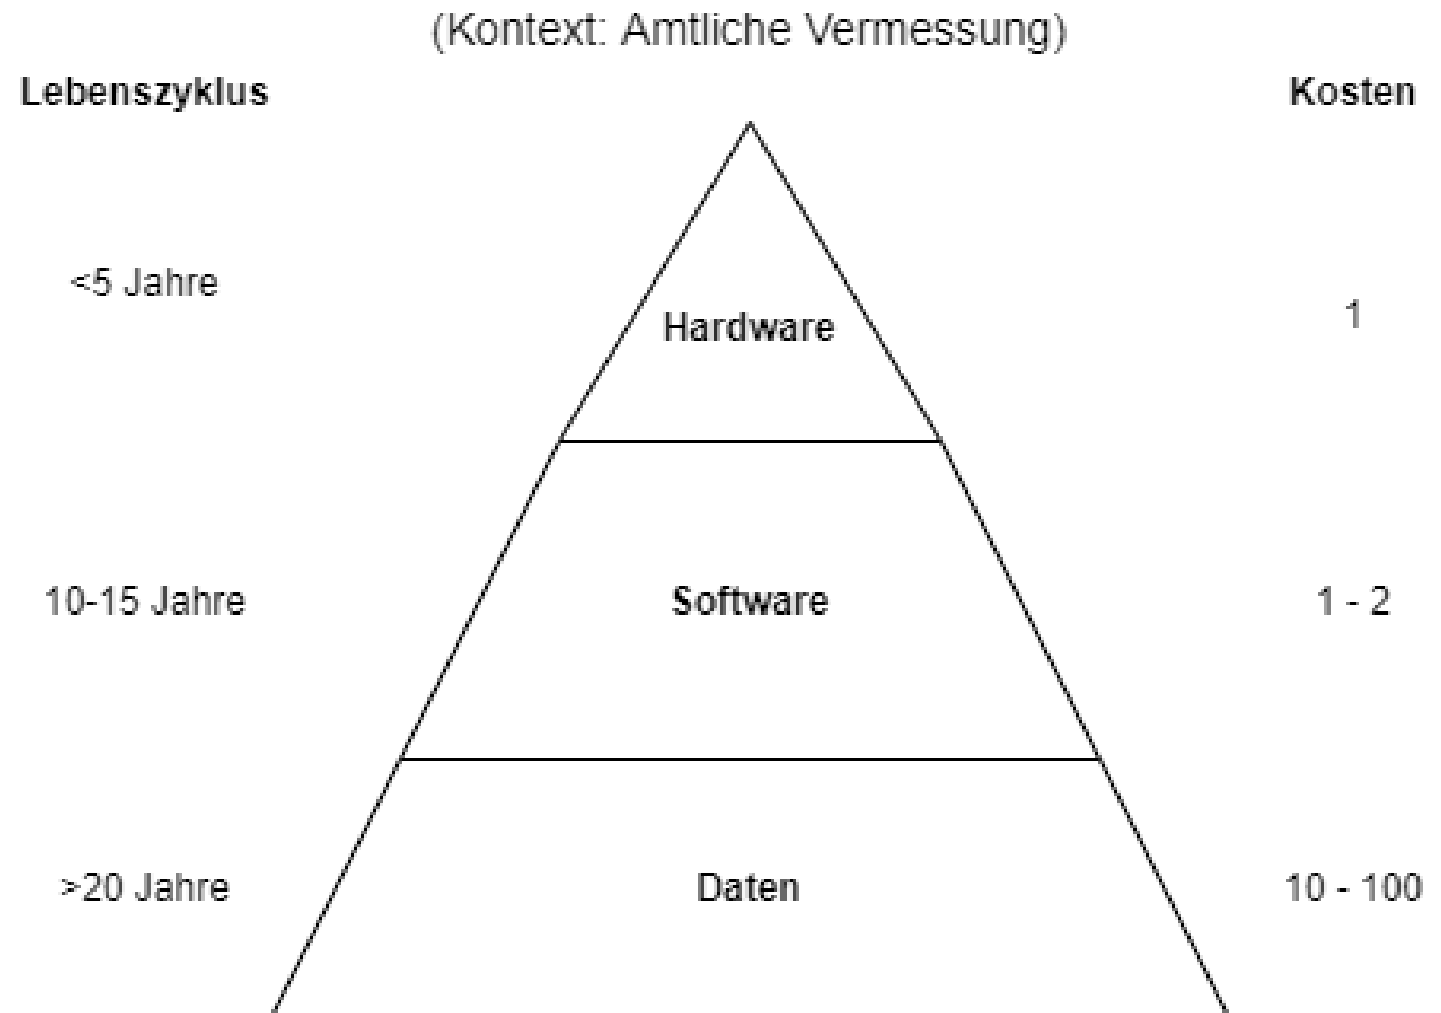 (Kontext: Amtliche Vermessung)
Lebenszyklus
Kosten
<5 Jahre
Hardware
1
10-15 Jahre
Software
1 - 2
>20 Jahre
Daten
10 - 100